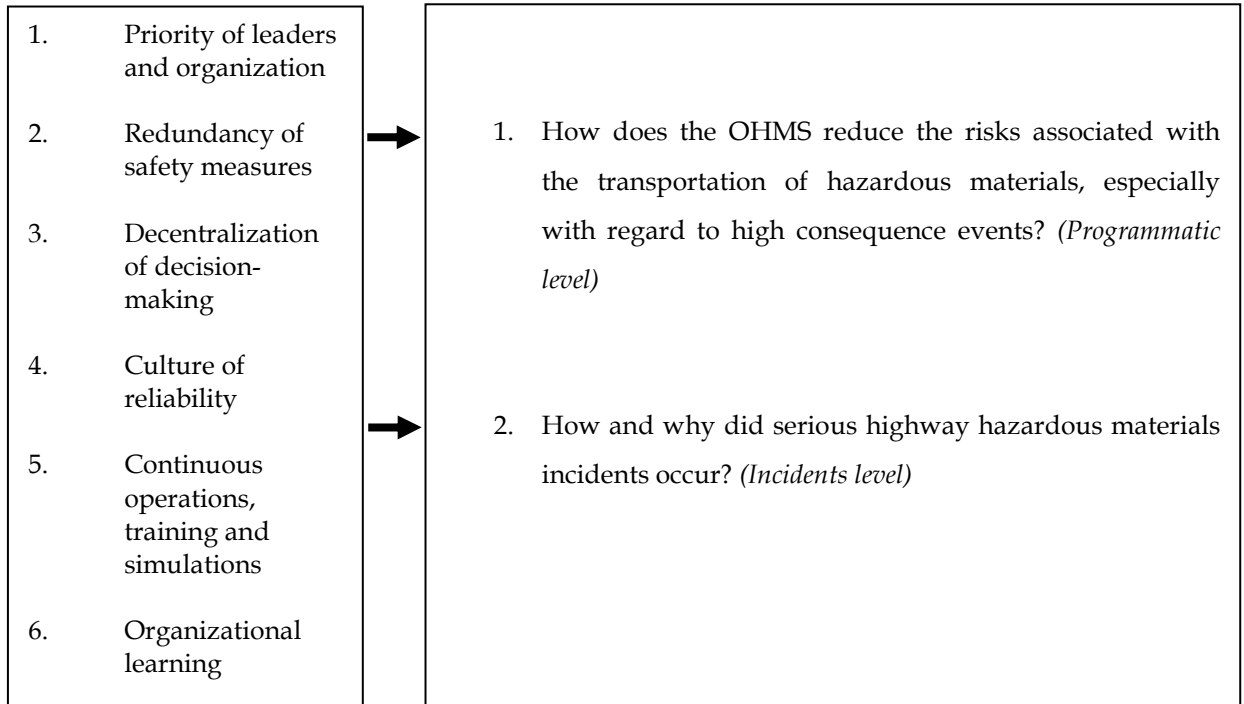 1. Priority of leaders
and organization
2. Redundancy of
safety measures
3. Decentralization
of decision-
making
4. Culture of
reliability
5. Continuous
operations,
training and
simulations
6. Organizational
learning
1. How does the OHMS reduce the risks associated with
the transportation of hazardous materials, especially
with regard to high consequence events? (Programmatic
level)
2. How and why did serious highway hazardous materials
incidents occur? (Incidents level)